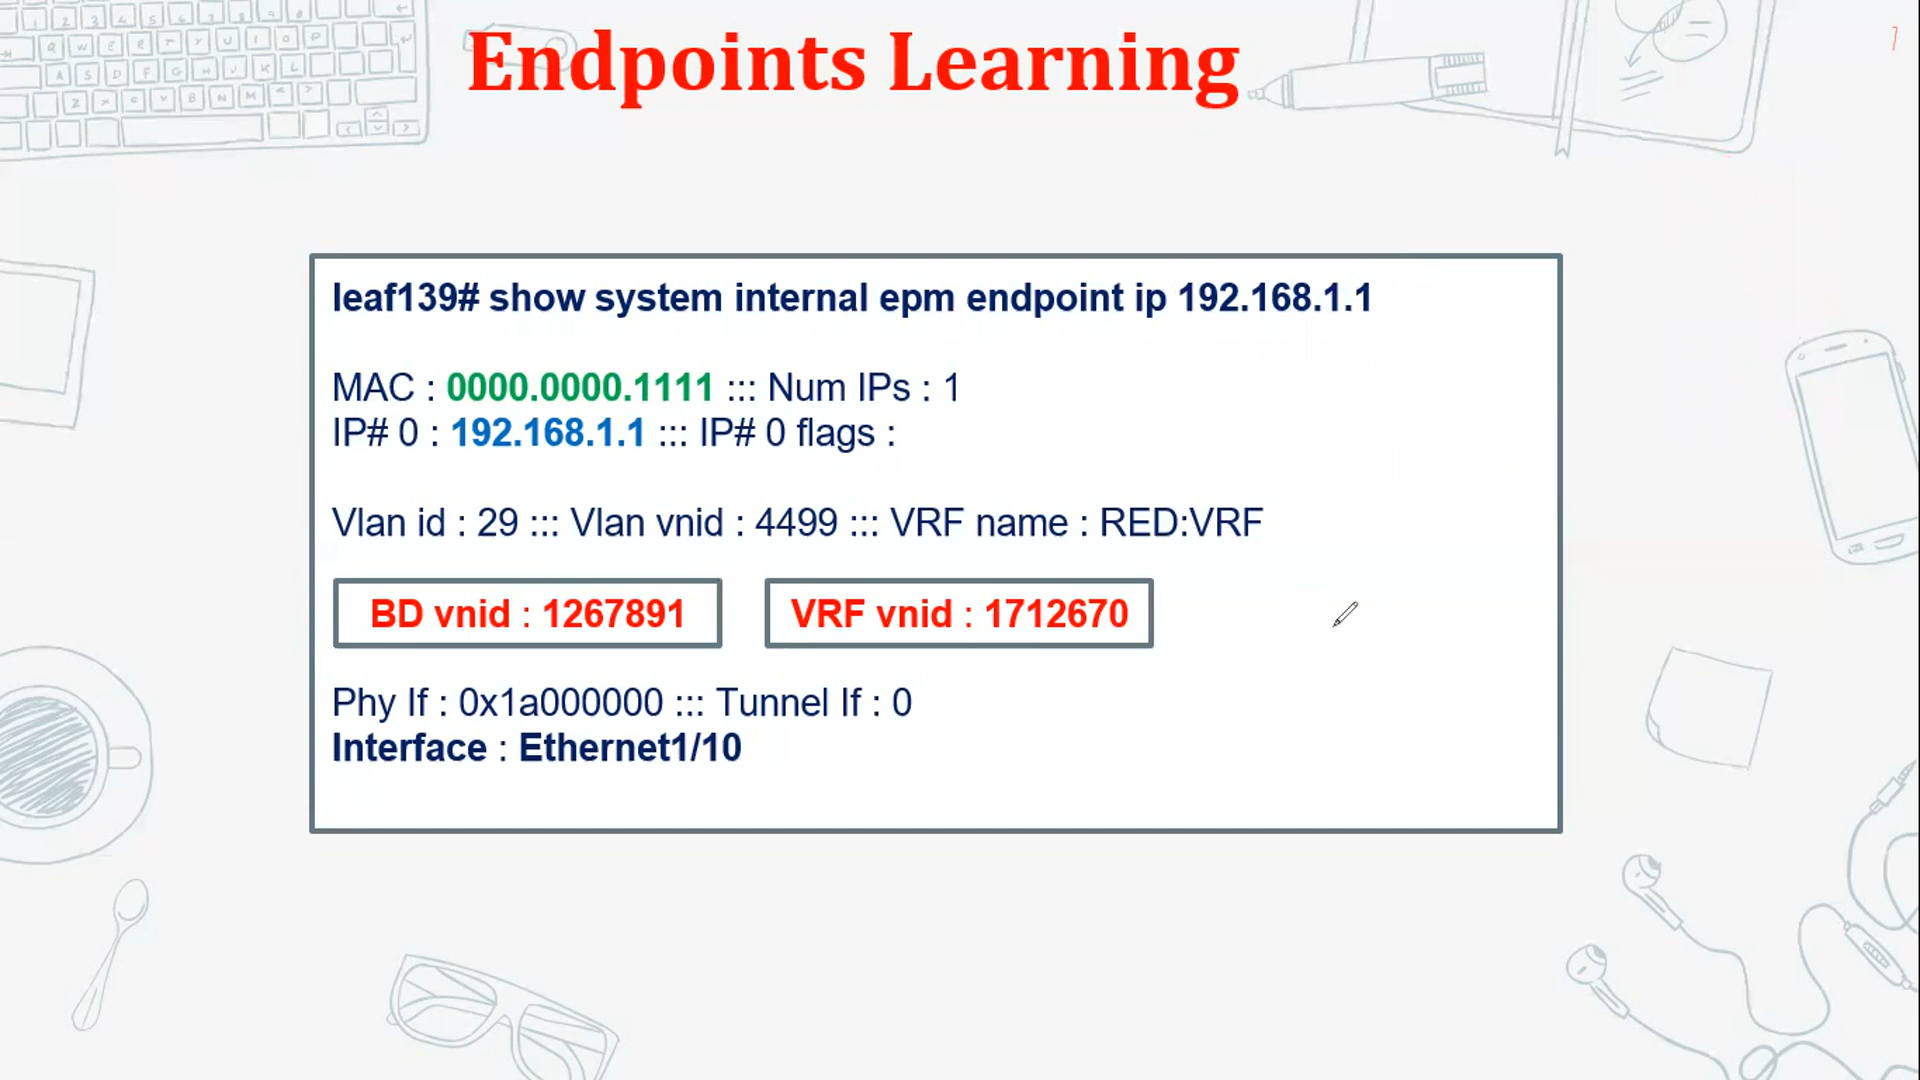 Endpoints Learning
7
leaf139# show system internal epm endpoint ip 192.168.1.1
MAC : 0000.0000.1111 ::: Num IPs : 1
IP# 0 : 192.168.1.1 ::: IP# 0 flags :
Vlan id : 29 ::: Vlan vnid : 4499 ::: VRF name : RED:VRF
BD vnid : 1267891 VRF vnid : 1712670
Phy If : 0x1a000000 ::: Tunnel If : 0
Interface : Ethernet1/10